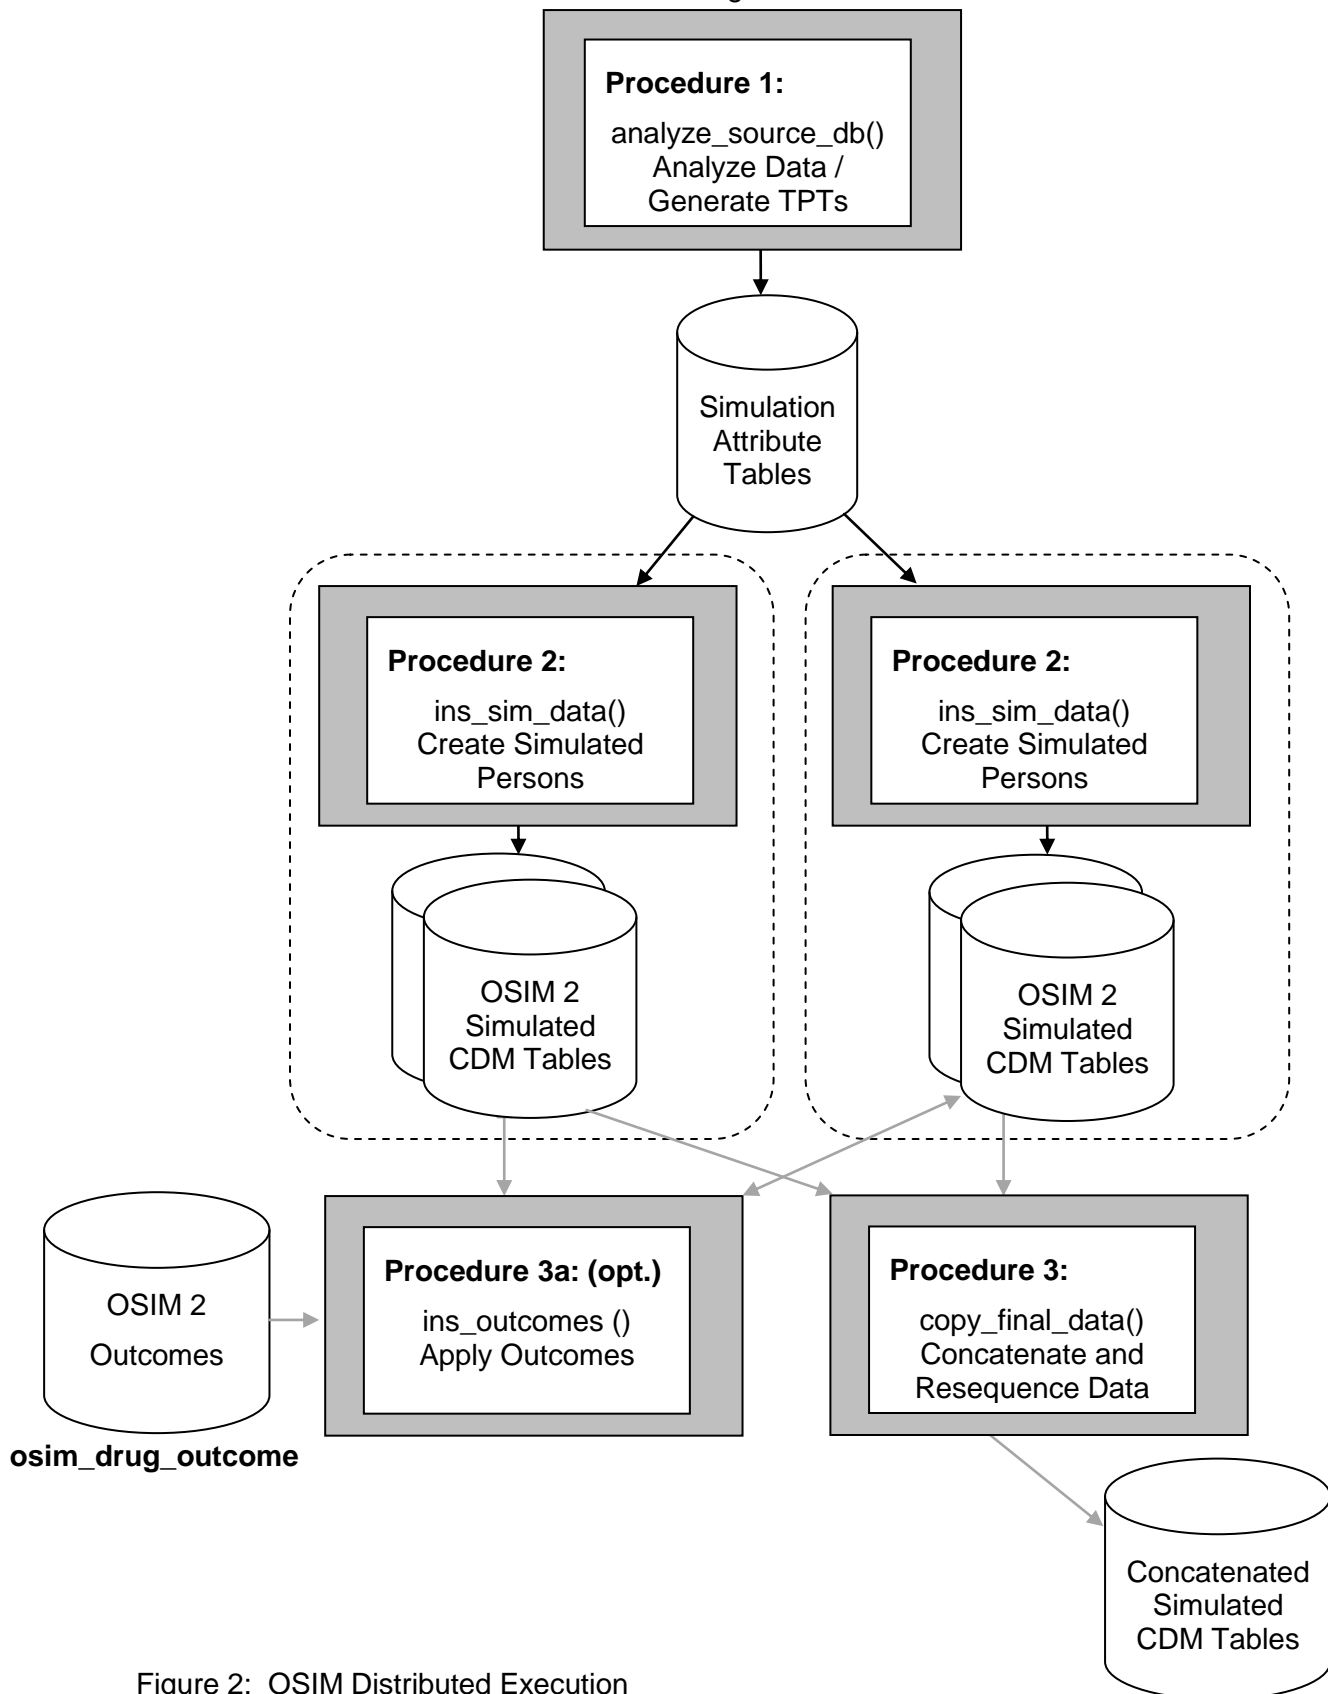 Procedure 1:
analyze_source_db()
Analyze Data /
Generate TPTs
Simulation
Attribute
Tables
Procedure 2:
ins_sim_data()
Create Simulated
Persons
Procedure 2:
ins_sim_data()
Create Simulated
Persons
OSIM 2
Simulated
CDM Tables
OSIM 2
Simulated
CDM Tables
OSIM 2
Outcomes
osim_drug_outcome
Procedure 3a: (opt.)
ins_outcomes ()
Apply Outcomes
Procedure 3:
copy_final_data()
Concatenate and
Resequence Data
Concatenated
Simulated
CDM Tables
Figure 2:  OSIM Distributed Execution